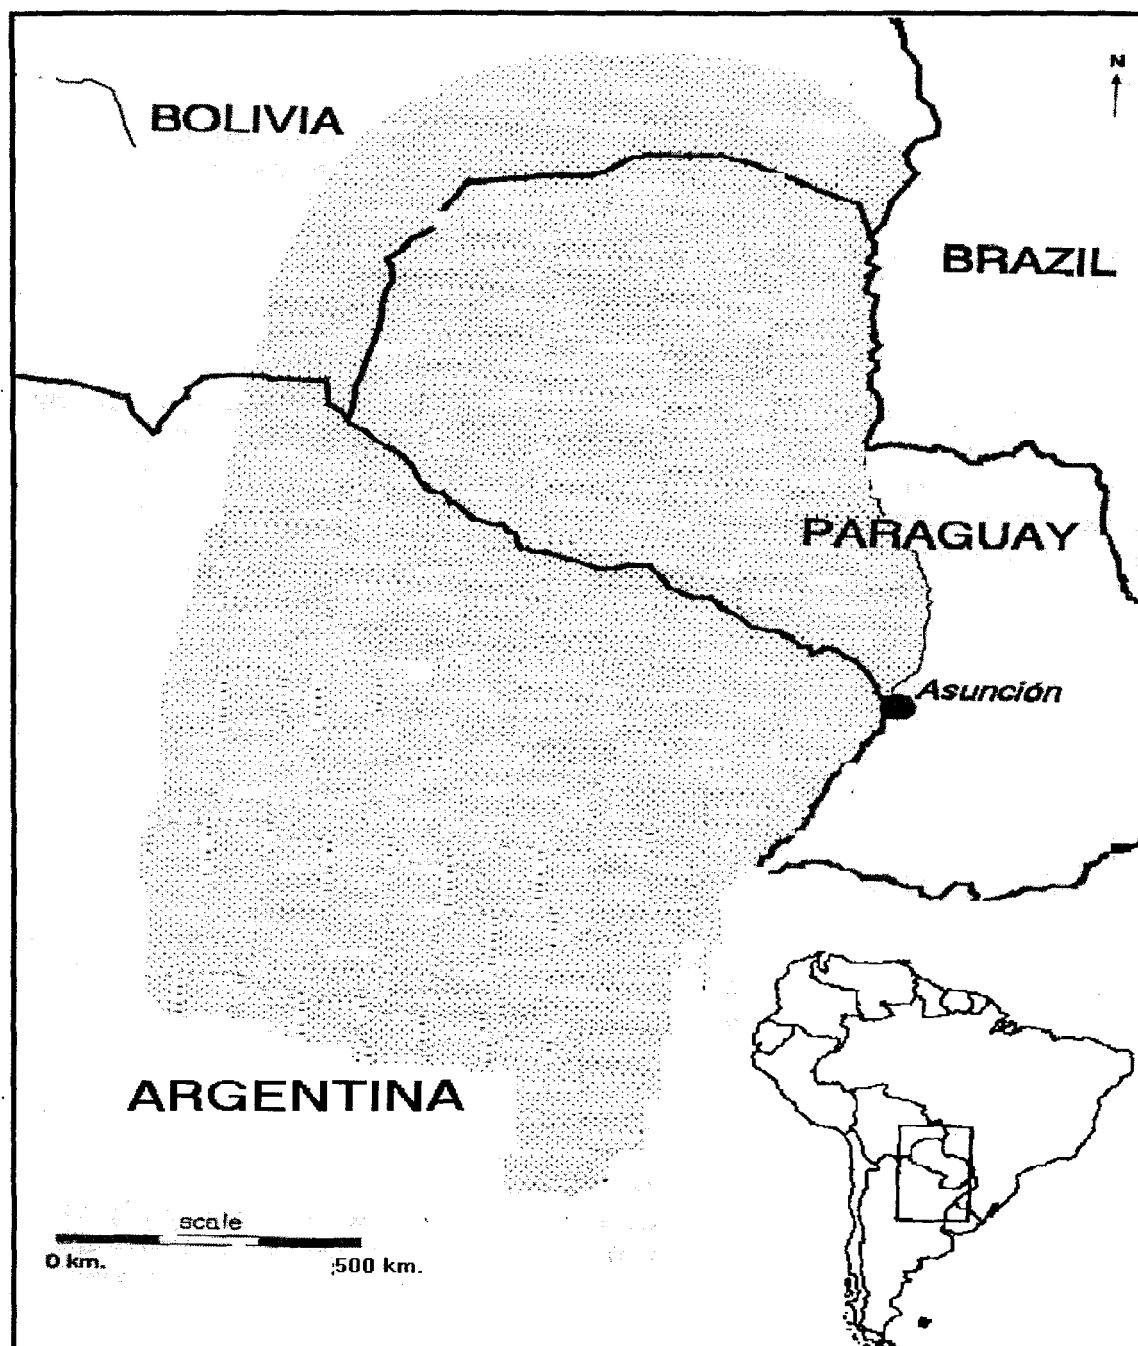 N
BOLIVIA
BRAZIL
PARAGUAY
Asunción
ARGENTINA
scale
0 km.
500 km.